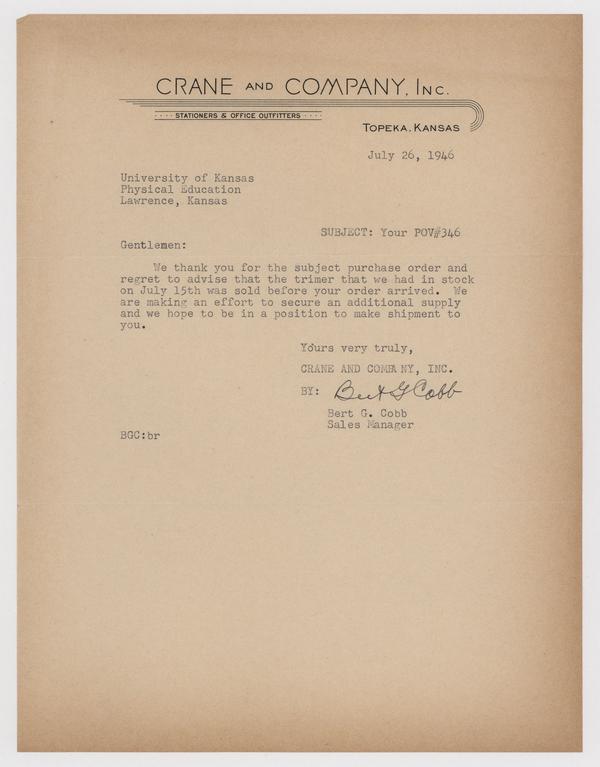 CRANE AND COMPANY, INC.
STATIONERS & OFFICE OUTFITTERS
TOPEKA, KANSAS
July 26, 1946
University of Kansas
Physical Education
Lawrence, Kansas
SUBJECT: Your POV#346
Gentlemen:
We thank you for the subject purchase order and
regret to advise that the trimer that we had in stock
on July 15th was sold before your order arrived. We
are making an effort to secure an additional supply
and we hope to be in a position to make shipment to
you.
Yours very truly,
CRANE AND COMPANY, INC.
BY: Bert G Cobb
Bert G. Cobb
Sales Manager
BGC:br